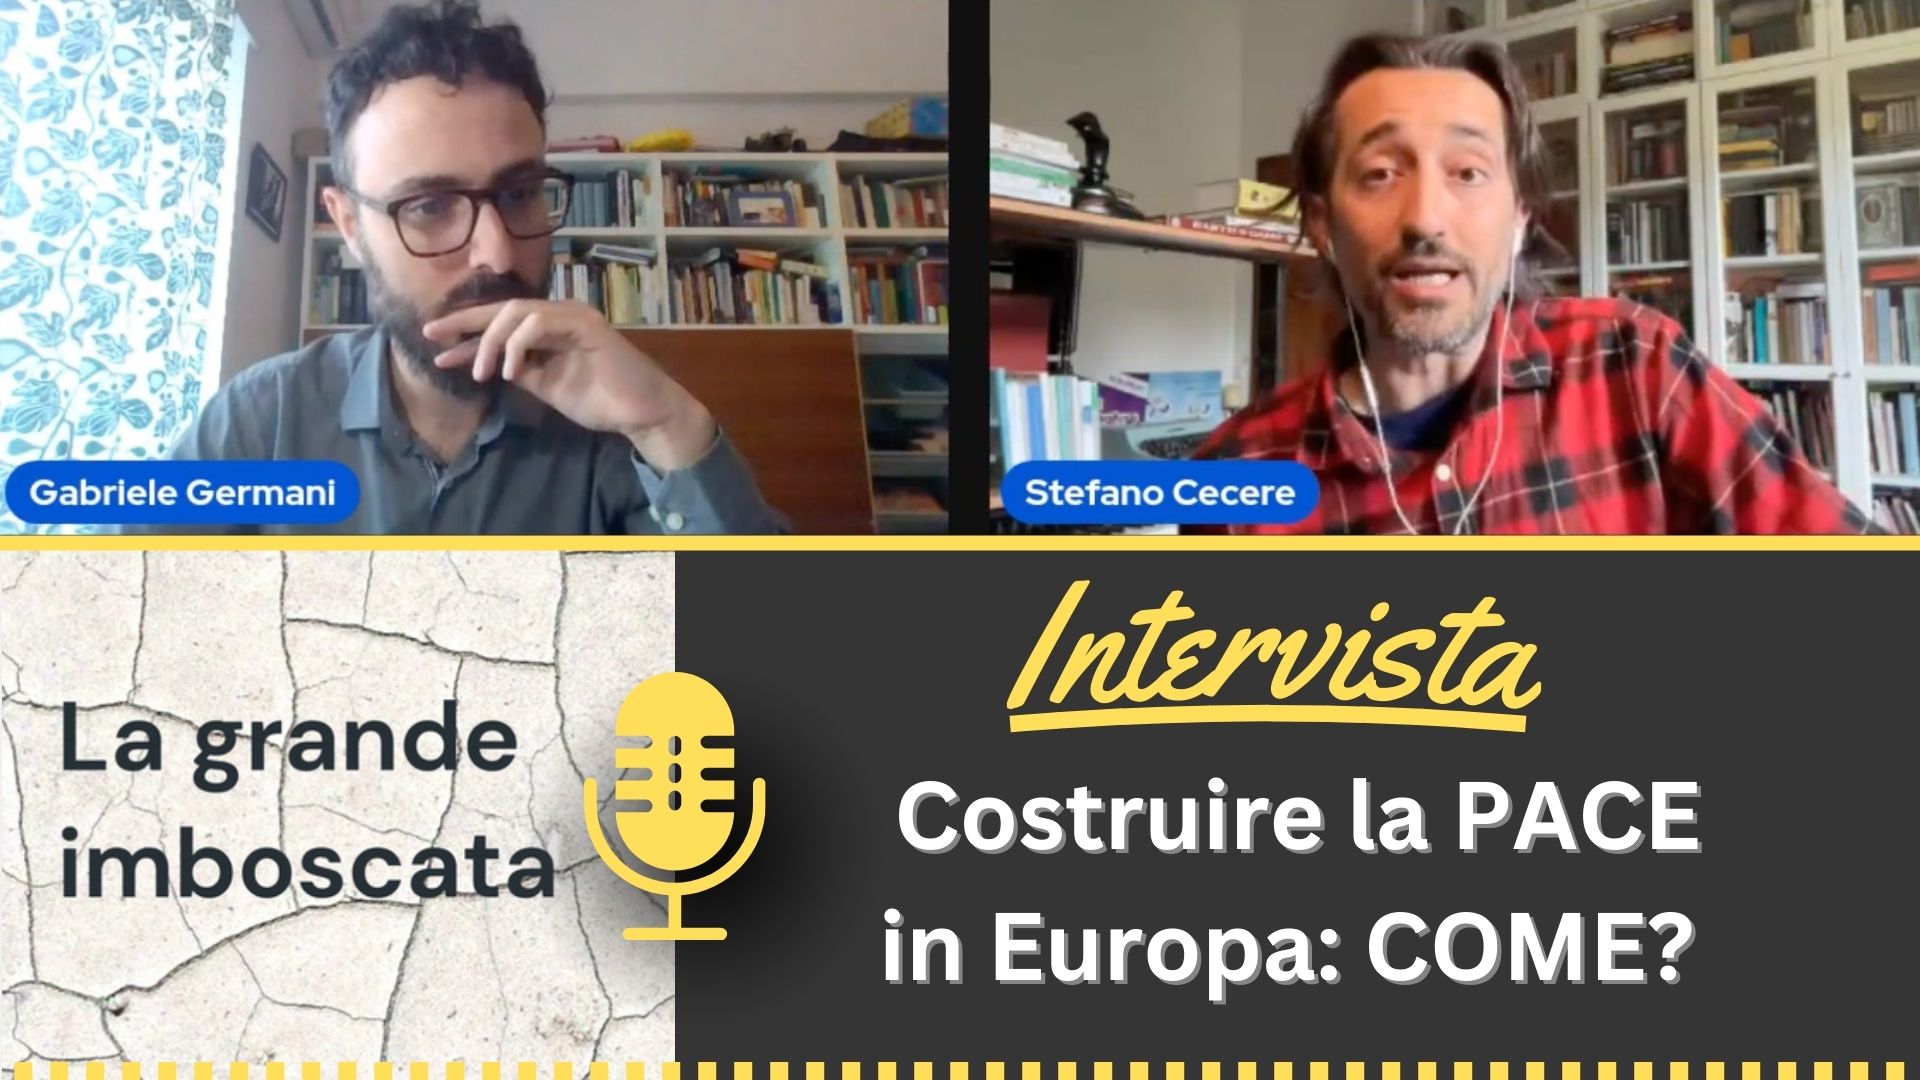 Gabriele Germani
Stefano Cecere
La grande
imboscata
Intervista
Costruire la PACE
in Europa: COME?